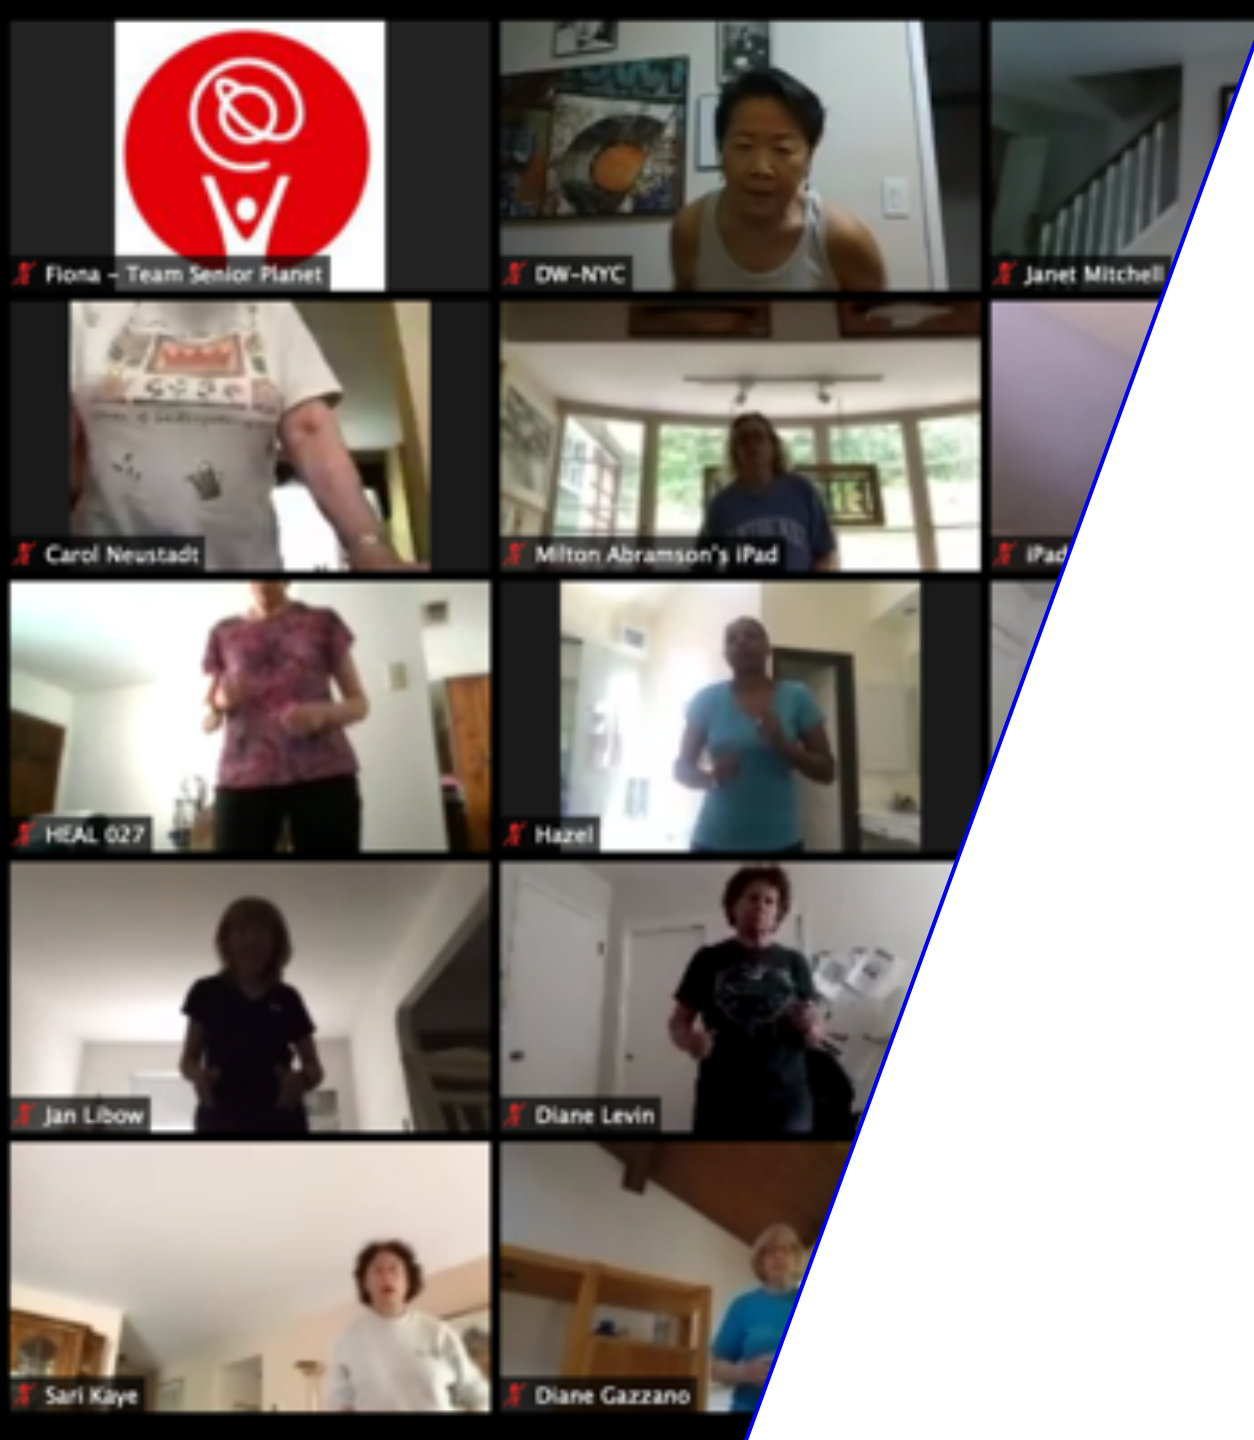 Fiona – Team Senior Planet
DW-NYC
Janet Mitchell
Carol Neustadt
Milton Abramson's iPad
iPad
HEAL 027
Hazel
Jan Libow
Diane Levin
Sari Kaye
Diane Gazzano